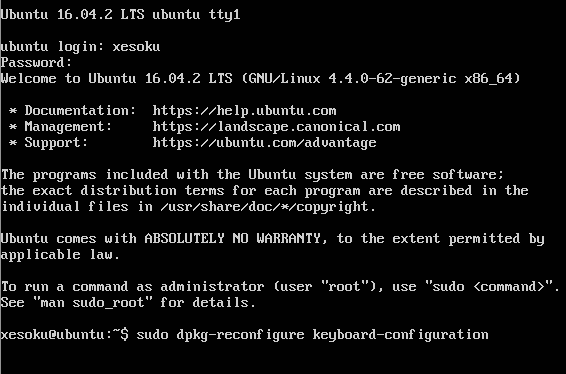 Ubuntu 16.04.2 LTS ubuntu tty1
ubuntu login: xesoku
Password:
Welcome to Ubuntu 16.04.2 LTS (GNU/Linux 4.4.0-62-generic x86_64)
* Documentation:  https://help.ubuntu.com
* Management:     https://landscape.canonical.com
* Support:        https://ubuntu.com/advantage
The programs included with the Ubuntu system are free software;
the exact distribution terms for each program are described in the
individual files in /usr/share/doc/*/copyright.
Ubuntu comes with ABSOLUTELY NO WARRANTY, to the extent permitted by
applicable law.
To run a command as administrator (user "root"), use "sudo <command>".
See "man sudo_root" for details.
xesoku@ubuntu:~$ sudo dpkg-reconfigure keyboard-configuration